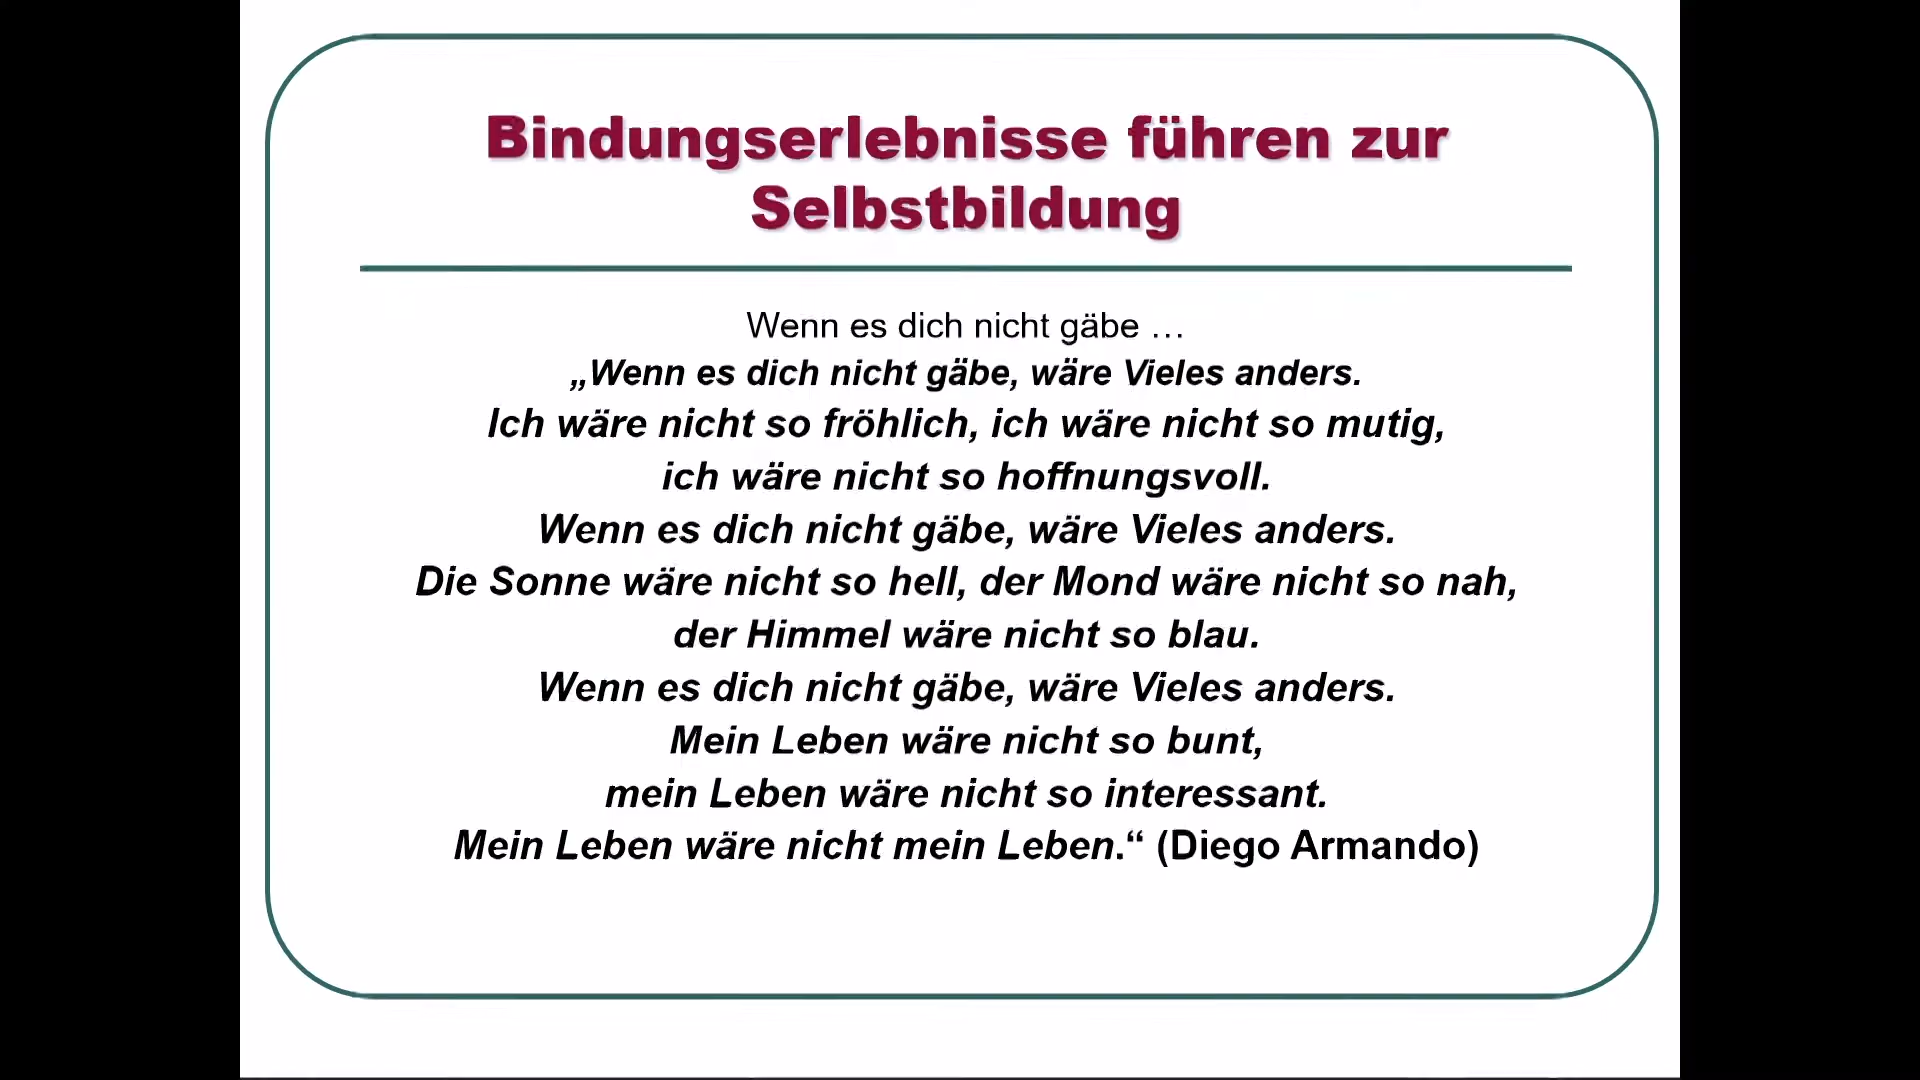 Bindungserlebnisse führen zur
Selbstbildung
Wenn es dich nicht gäbe …
„Wenn es dich nicht gäbe, wäre Vieles anders.
Ich wäre nicht so fröhlich, ich wäre nicht so mutig,
ich wäre nicht so hoffnungsvoll.
Wenn es dich nicht gäbe, wäre Vieles anders.
Die Sonne wäre nicht so hell, der Mond wäre nicht so nah,
der Himmel wäre nicht so blau.
Wenn es dich nicht gäbe, wäre Vieles anders.
Mein Leben wäre nicht so bunt,
mein Leben wäre nicht so interessant.
Mein Leben wäre nicht mein Leben.“ (Diego Armando)